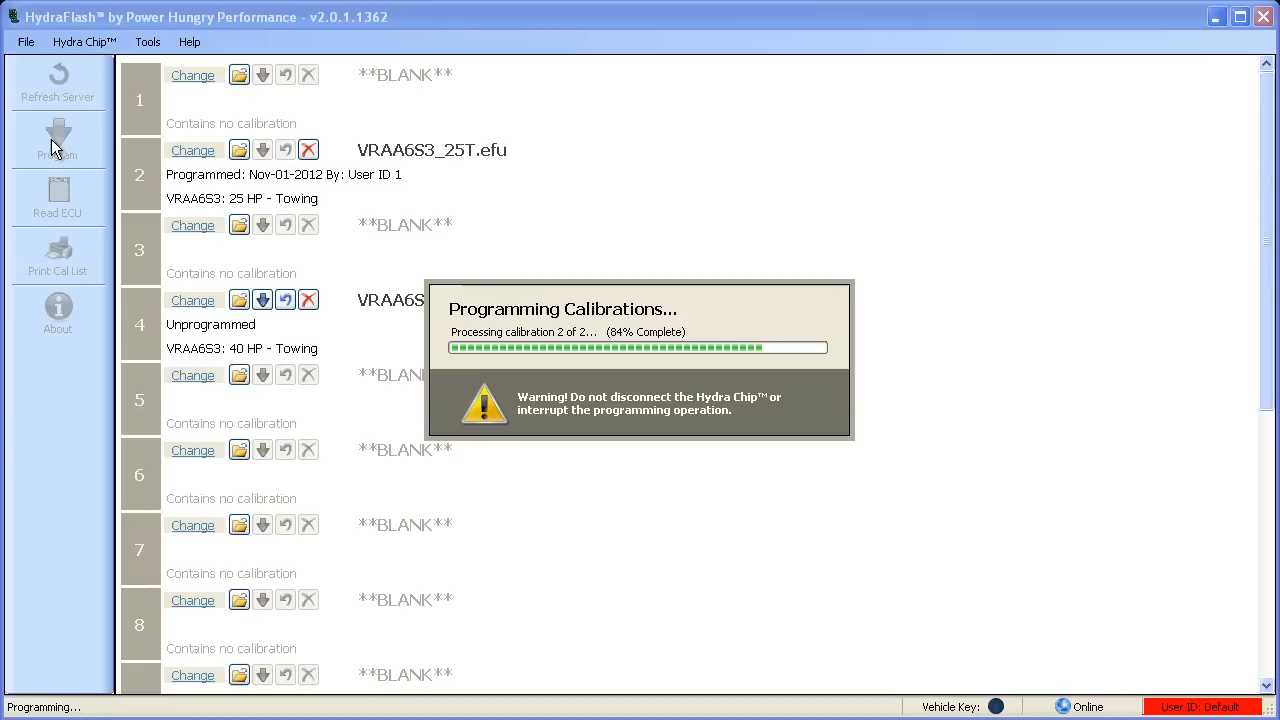 HydraFlash™ by Power Hungry Performance - v2.0.1.1362
File Hydra Chip™ Tools Help
Refresh Server
Program
Read ECU
Print Cal List
About
1 Change **BLANK**
Contains no calibration
2 Change VRAA6S3_25T.efu
Programmed: Nov-01-2012 By: User ID 1
VRAA6S3: 25 HP - Towing
3 Change **BLANK**
Contains no calibration
4 Change VRAA6S
Unprogrammed
VRAA6S3: 40 HP - Towing
5 Change **BLANK
Contains no calibration
6 Change **BLANK**
Contains no calibration
7 Change **BLANK**
Contains no calibration
8 Change **BLANK**
Contains no calibration
Change **BLANK**
Programming Calibrations...
Processing calibration 2 of 2... (84% Complete)
Warning! Do not disconnect the Hydra Chip™ or
interrupt the programming operation.
Programming... Vehicle Key: Online User ID: Default